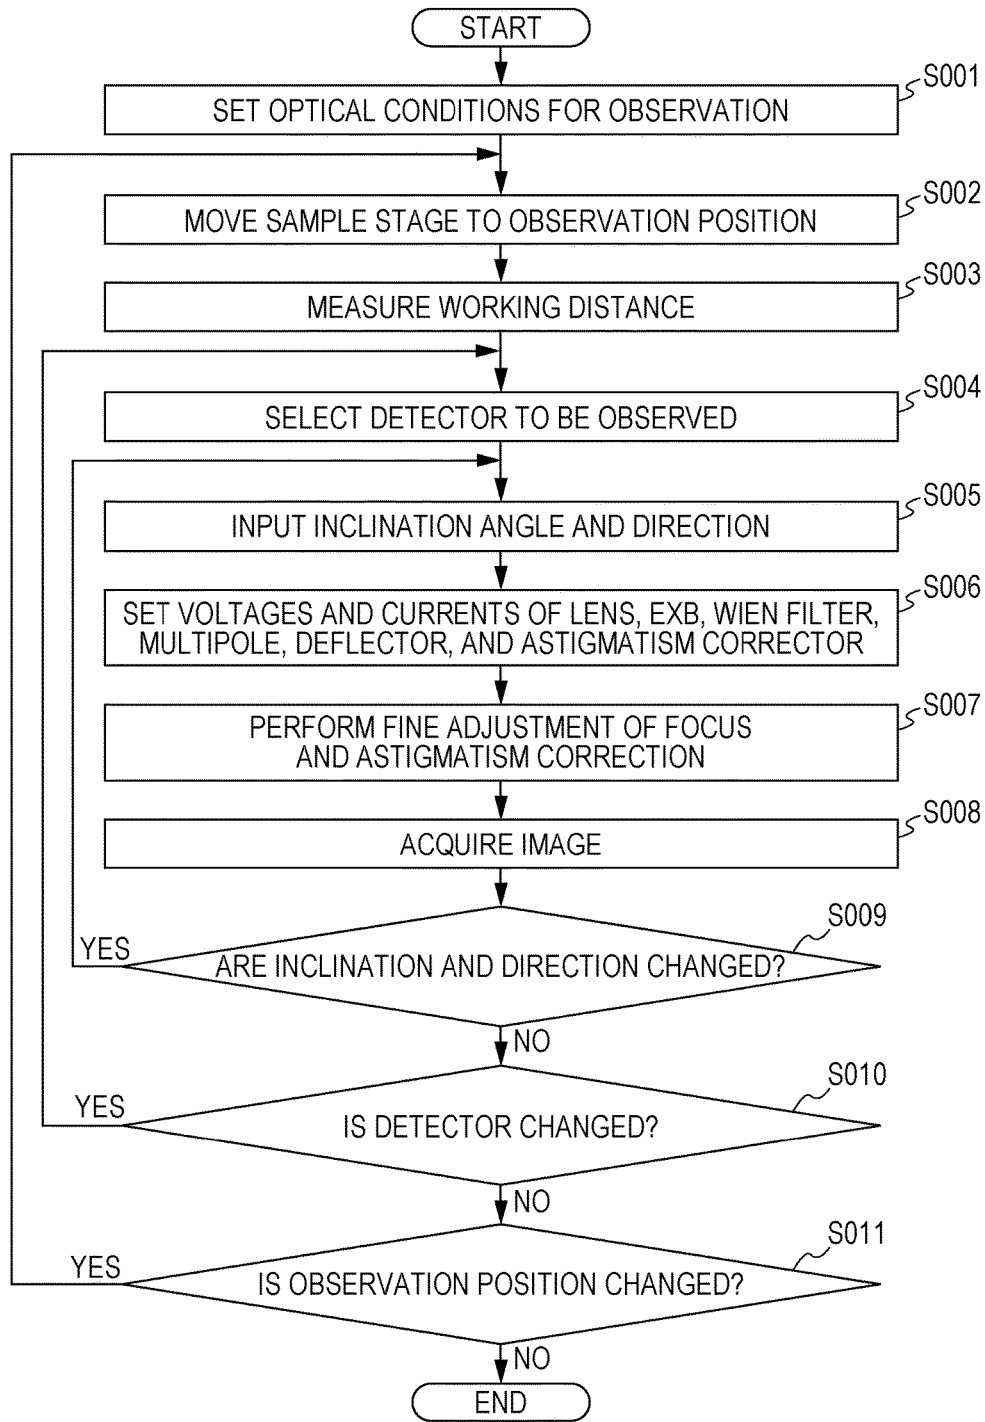 START
S001
SET OPTICAL CONDITIONS FOR OBSERVATION
S002
MOVE SAMPLE STAGE TO OBSERVATION POSITION
S003
MEASURE WORKING DISTANCE
S004
SELECT DETECTOR TO BE OBSERVED
S005
INPUT INCLINATION ANGLE AND DIRECTION
S006
SET VOLTAGES AND CURRENTS OF LENS, EXB, WIEN FILTER,
MULTIPOLE, DEFLECTOR, AND ASTIGMATISM CORRECTOR
S007
PERFORM FINE ADJUSTMENT OF FOCUS
AND ASTIGMATISM CORRECTION
S008
ACQUIRE IMAGE
S009
YES
ARE INCLINATION AND DIRECTION CHANGED?
NO
S010
YES
IS DETECTOR CHANGED?
NO
S011
YES
IS OBSERVATION POSITION CHANGED?
NO
END